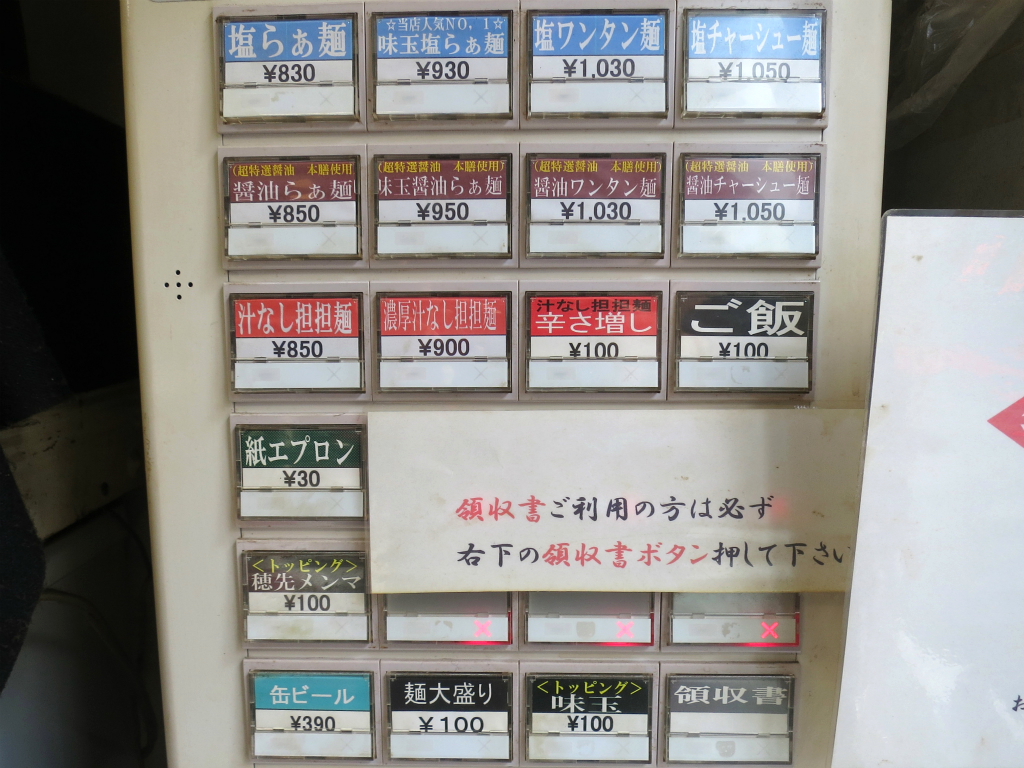 塩らぁ麺
¥830
☆当店人気NO,1☆
味玉塩らぁ麺
¥930
塩ワンタン麺
¥1,030
塩チャーシュー麺
¥1,050
(超特選醤油 本膳使用)
醤油らぁ麺
¥850
(超特選醤油 本膳使用)
味玉醤油らぁ麺
¥950
(超特選醤油 本膳使用)
醤油ワンタン麺
¥1,030
(超特選醤油 本膳使用)
醤油チャーシュー麺
¥1,050
汁なし担担麺
¥850
濃厚汁なし担担麺
¥900
汁なし担担麺
辛さ増し
¥100
ご飯
¥100
紙エプロン
¥30
領収書ご利用の方は必ず
右下の領収書ボタン押して下さい
<トッピング>
穂先メンマ
¥100
缶ビール
¥390
麺大盛り
¥100
<トッピング>
味玉
¥100
領収書